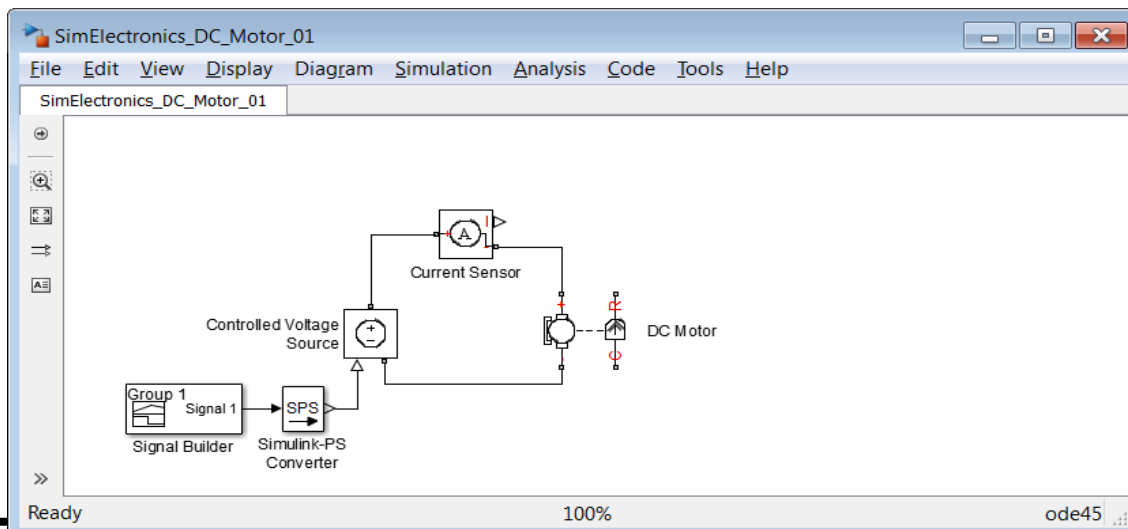 SimElectronics_DC_Motor_01
File Edit View Display Diagram Simulation Analysis Code Tools Help
SimElectronics_DC_Motor_01
I
A
Current Sensor
+
R
Controlled Voltage
Source
DC Motor
C
Group 1
Signal 1
SPS
Signal Builder
Simulink-PS
Converter
Ready 100% ode45